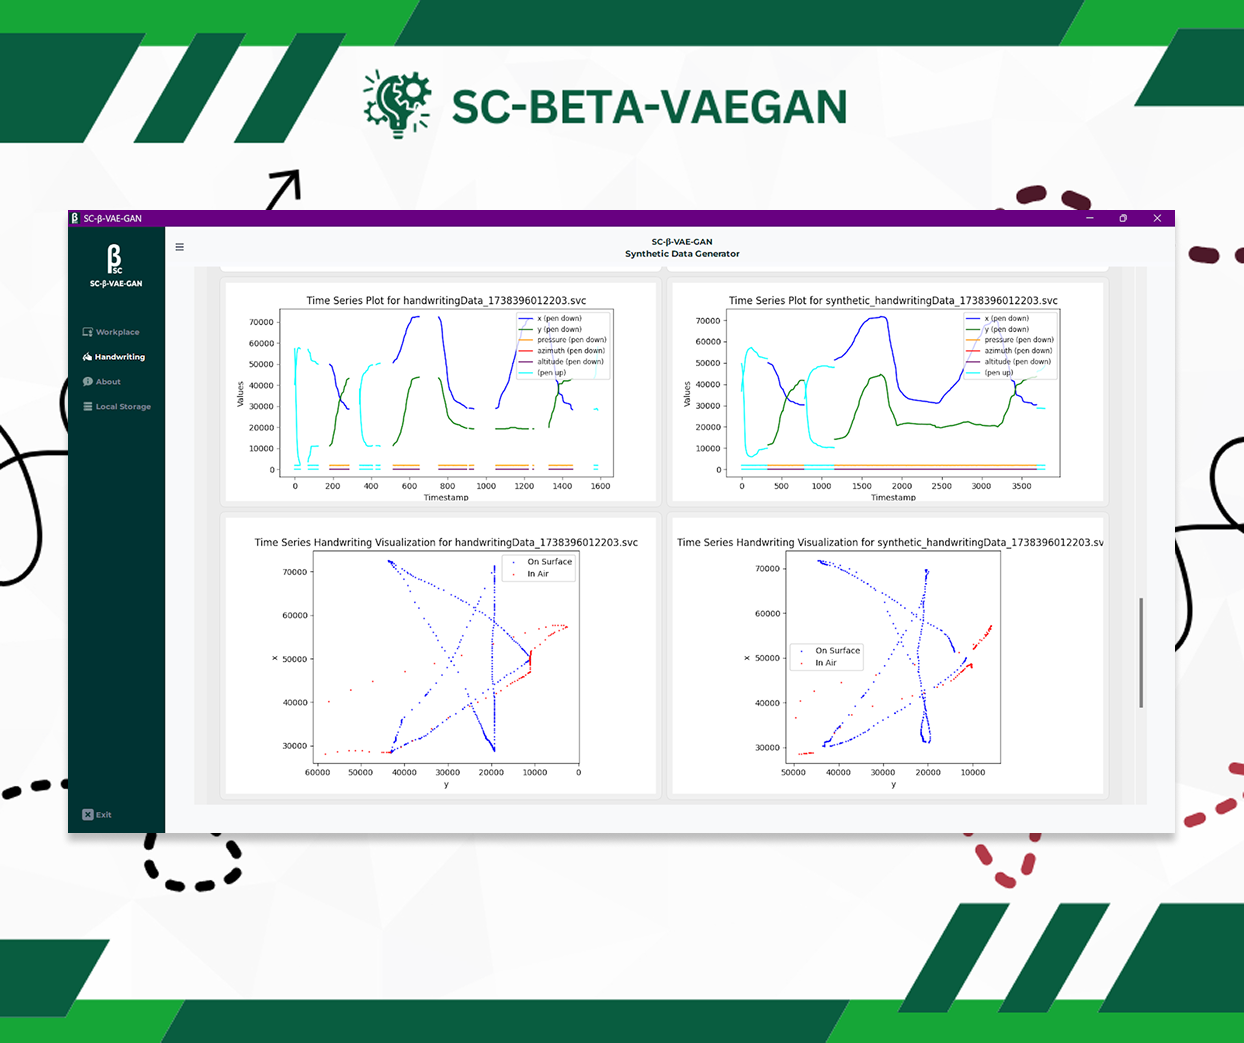 SC-BETA-VAEGAN
β SC-β-VAE-GAN
SC-β-VAE-GAN
Synthetic Data Generator
β
SC
SC-β-VAE-GAN
Workplace
Handwriting
About
Local Storage
Exit
Time Series Plot for handwritingData_1738396012203.svc
x (pen down)
y (pen down)
pressure (pen down)
azimuth (pen down)
altitude (pen down)
(pen up)
Values
70000
60000
50000
40000
30000
20000
10000
0
0 200 400 600 800 1000 1200 1400 1600
Timestamp
Time Series Plot for synthetic_handwritingData_1738396012203.svc
x (pen down)
y (pen down)
pressure (pen down)
azimuth (pen down)
altitude (pen down)
(pen up)
Values
70000
60000
50000
40000
30000
20000
10000
0
0 500 1000 1500 2000 2500 3000 3500
Timestamp
Time Series Handwriting Visualization for handwritingData_1738396012203.svc
On Surface
In Air
x
70000
60000
50000
40000
30000
60000 50000 40000 30000 20000 10000 0
y
Time Series Handwriting Visualization for synthetic_handwritingData_1738396012203.sv
On Surface
In Air
x
70000
60000
50000
40000
30000
50000 40000 30000 20000 10000
y